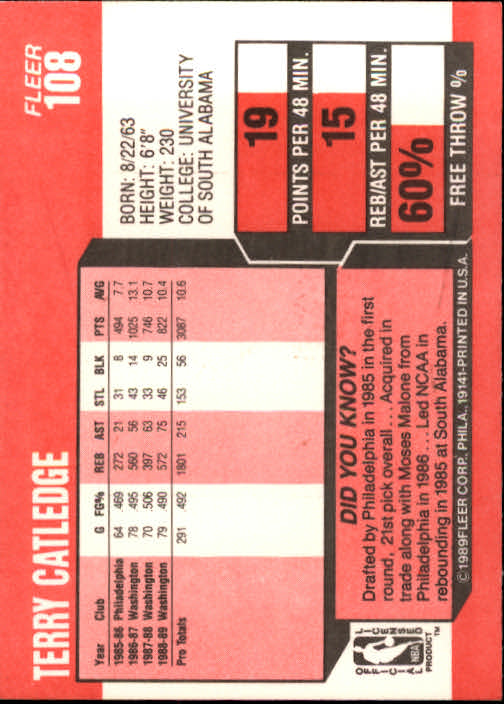 TERRY CATLEDGE
FLEER
108
BORN: 8/22/63
HEIGHT: 6'8"
WEIGHT: 230
COLLEGE: UNIVERSITY
OF SOUTH ALABAMA
Year Club G FG% REB AST STL BLK PTS AVG
1985-86 Philadelphia 64 .469 272 21 31 8 494 7.7
1986-87 Washington 78 .495 560 56 43 14 1025 13.1
1987-88 Washington 70 .506 397 63 33 9 746 10.7
1988-89 Washington 79 .490 572 75 46 25 822 10.4
Pro Totals 291 .492 1801 215 153 56 3087 10.6
19
POINTS PER 48 MIN.
15
REB/AST PER 48 MIN.
60%
FREE THROW %
DID YOU KNOW?
Drafted by Philadelphia in 1985 in the first
round, 21st pick overall... Acquired in
trade along with Moses Malone from
Philadelphia in 1986... Led NCAA in
rebounding in 1985 at South Alabama.
OFFICIAL
LICENSED
NBA
PRODUCT™
©1989FLEER CORP., PHILA., 19141-PRINTED IN U.S.A.